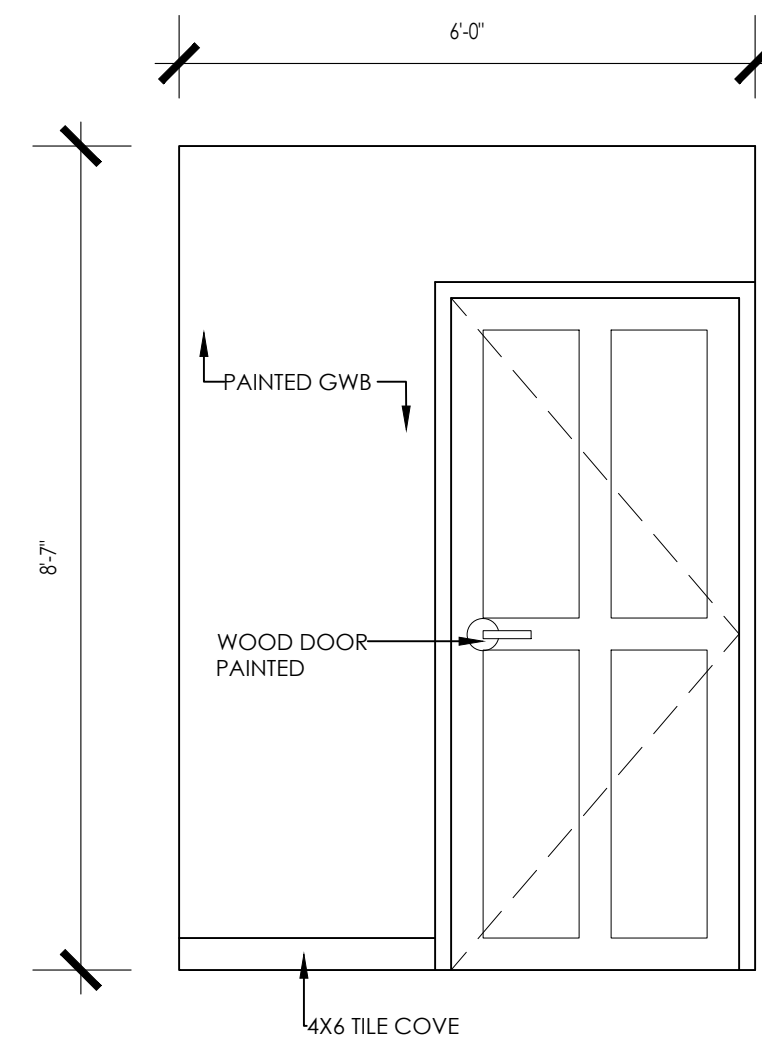 6'-0"
PAINTED GWB
8'-7"
WOOD DOOR
PAINTED
4X6 TILE COVE